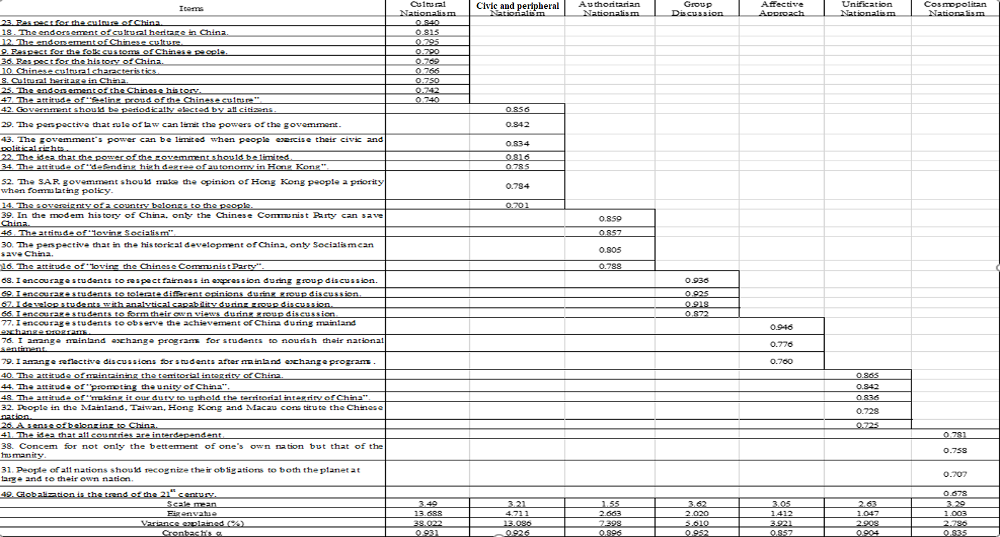 Items Cultural Nationalism Civic and peripheral Nationalism Authoritarian Nationalism Group Discussion Affective Approach Unification Nationalism Cosmopolitan Nationalism
23. Respect for the culture of China. 0.840
18. The endorsement of cultural heritage in China. 0.815
12. The endorsement of Chinese culture. 0.795
9. Respect for the folk customs of Chinese people. 0.790
36. Respect for the history of China. 0.769
10. Chinese cultural characteristics. 0.766
8. Cultural heritage in China. 0.750
25. The endorsement of the Chinese history. 0.742
47. The attitude of "feeling proud of the Chinese culture". 0.740
42. Government should be periodically elected by all citizens. 0.856
29. The perspective that rule of law can limit the powers of the government. 0.842
43. The government's power can be limited when people exercise their civic and
political rights. 0.834
22. The idea that the power of the government should be limited. 0.816
34. The attitude of "defending high degree of autonomy in Hong Kong". 0.785
52. The SAR government should make the opinion of Hong Kong people a priority
when formulating policy. 0.784
14. The sovereignty of a country belongs to the people. 0.701
39. In the modern history of China, only the Chinese Communist Party can save
China. 0.859
46. The attitude of "loving Socialism". 0.857
30. The perspective that in the historical development of China, only Socialism can
save China. 0.805
16. The attitude of "loving the Chinese Communist Party". 0.788
68. I encourage students to respect fairness in expression during group discussion. 0.936
69. I encourage students to tolerate different opinions during group discussion. 0.925
67. I develop students with analytical capability during group discussion. 0.918
66. I encourage students to form their own views during group discussion. 0.872
77. I encourage students to observe the achievement of China during mainland
exchange programs. 0.946
76. I arrange mainland exchange programs for students to nourish their national
sentiment. 0.776
79. I arrange reflective discussions for students after mainland exchange programs. 0.760
40. The attitude of maintaining the territorial integrity of China. 0.865
44. The attitude of "promoting the unity of China". 0.842
48. The attitude of "making it our duty to uphold the territorial integrity of China". 0.836
32. People in the Mainland, Taiwan, Hong Kong and Macau constitute the Chinese
nation. 0.728
26. A sense of belonging to China. 0.725
41. The idea that all countries are interdependent. 0.781
38. Concern for not only the betterment of one's own nation but that of the
humanity. 0.758
31. People of all nations should recognize their obligations to both the planet at
large and to their own nation. 0.707
49. Globalization is the trend of the 21st century. 0.678
Scale mean 3.49 3.21 1.55 3.62 3.05 2.63 3.29
Eigenvalue 13.688 4.711 2.663 2.020 1.412 1.047 1.003
Variance explained (%) 38.022 13.086 7.398 5.610 3.921 2.908 2.786
Cronbach's α 0.931 0.926 0.896 0.952 0.857 0.904 0.835